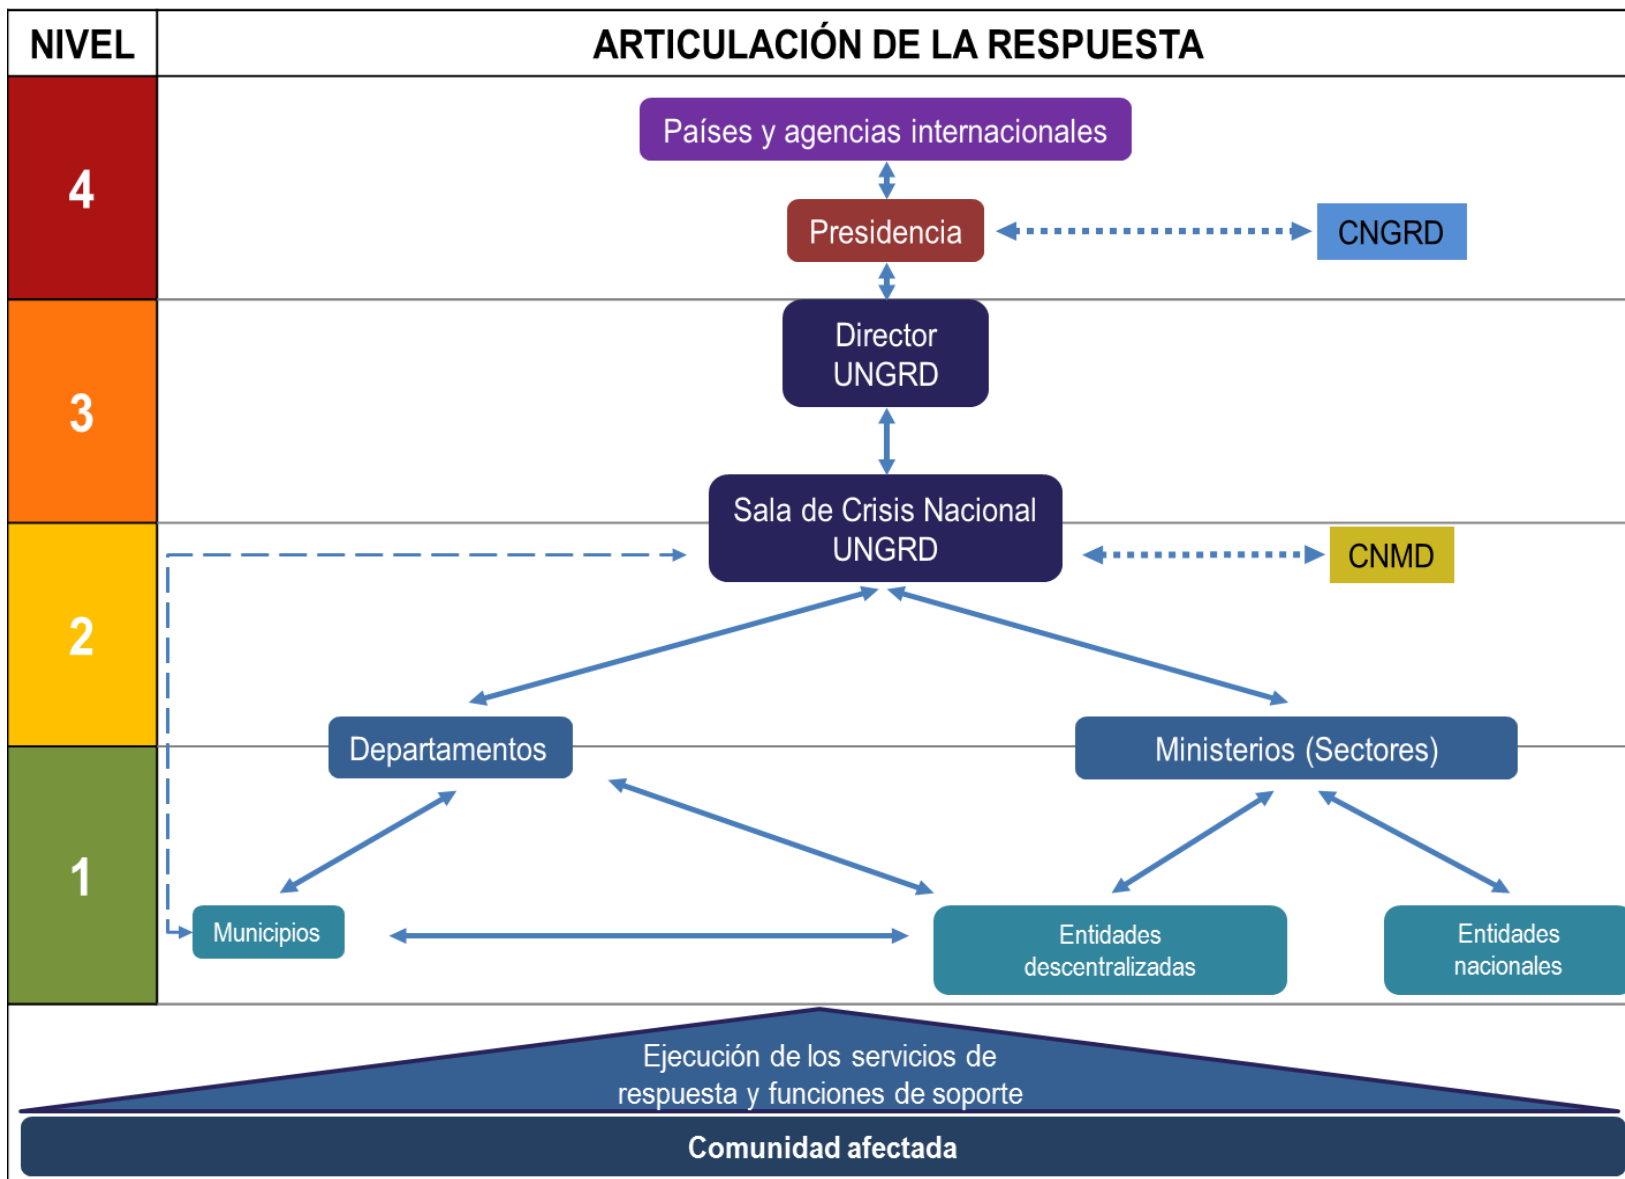 NIVEL
ARTICULACIÓN DE LA RESPUESTA
4
Países y agencias internacionales
Presidencia
CNGRD
3
Director
UNGRD
Sala de Crisis Nacional
UNGRD
2
CNMD
Departamentos
Ministerios (Sectores)
1
Municipios
Entidades
descentralizadas
Entidades
nacionales
Ejecución de los servicios de
respuesta y funciones de soporte
Comunidad afectada